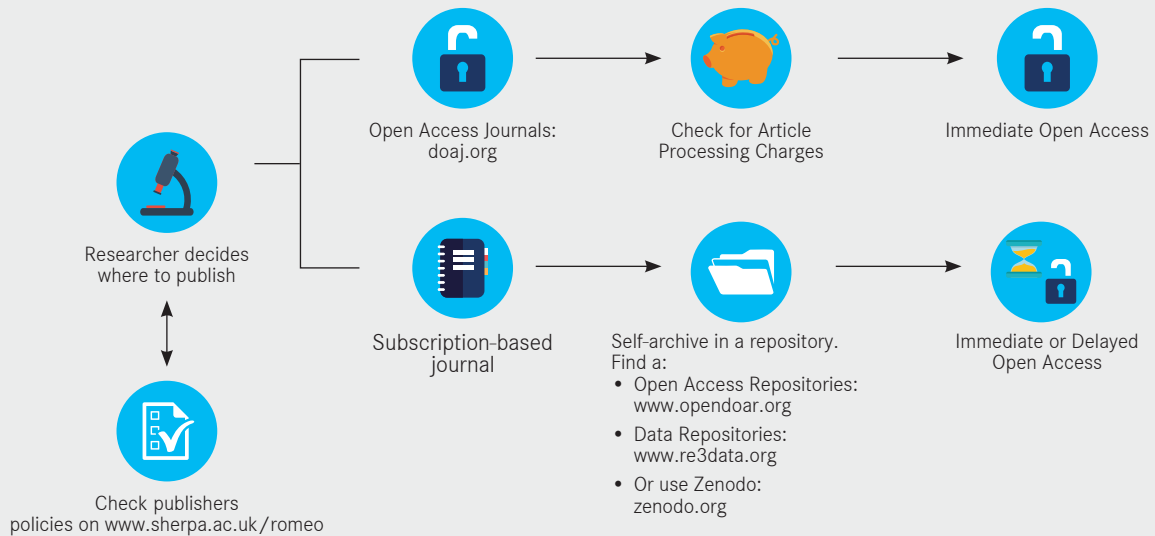 Open Access Journals:
doaj.org
Check for Article
Processing Charges
Immediate Open Access
Researcher decides
where to publish
Subscription-based
journal
Self-archive in a repository.
Find a:
• Open Access Repositories:
www.opendoar.org
• Data Repositories:
www.re3data.org
• Or use Zenodo:
zenodo.org
Immediate or Delayed
Open Access
Check publishers
policies on www.sherpa.ac.uk/romeo